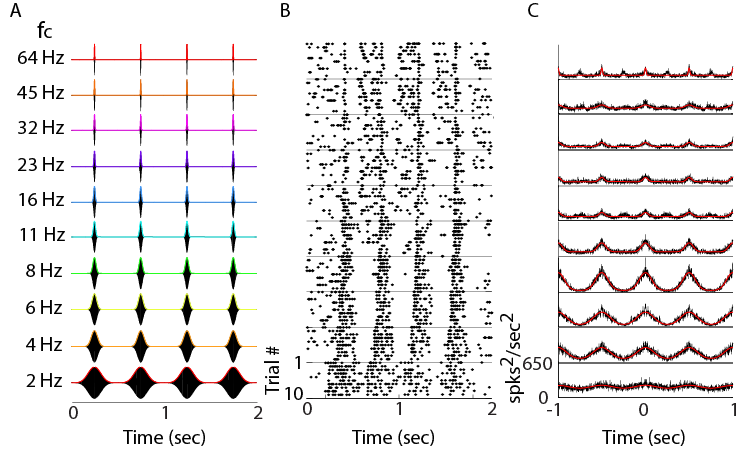 A
fc
64 Hz
45 Hz
32 Hz
23 Hz
16 Hz
11 Hz
8 Hz
6 Hz
4 Hz
2 Hz
0 1 2
Time (sec)
B
Trial #
1
10
0 1 2
Time (sec)
C
spks2/sec2
650
0
-1 0 1
Time (sec)